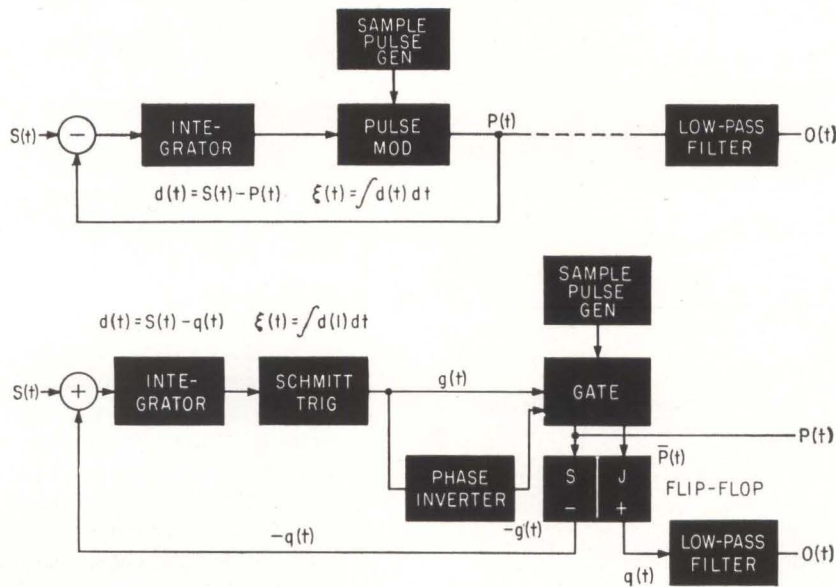 SAMPLE
PULSE
GEN
S(t)
−
INTE-
GRATOR
PULSE
MOD
P(t)
LOW-PASS
FILTER
O(t)
d(t) = S(t) − P(t)
ξ(t) = ∫ d(t) dt
SAMPLE
PULSE
GEN
d(t) = S(t) − q(t)
ξ(t) = ∫ d(1) dt
S(t)
+
INTE-
GRATOR
SCHMITT
TRIG
g(t)
GATE
P(t)
P̅(t)
PHASE
INVERTER
−g(t)
S
−
J
+
FLIP-FLOP
−q(t)
q(t)
LOW-PASS
FILTER
O(t)